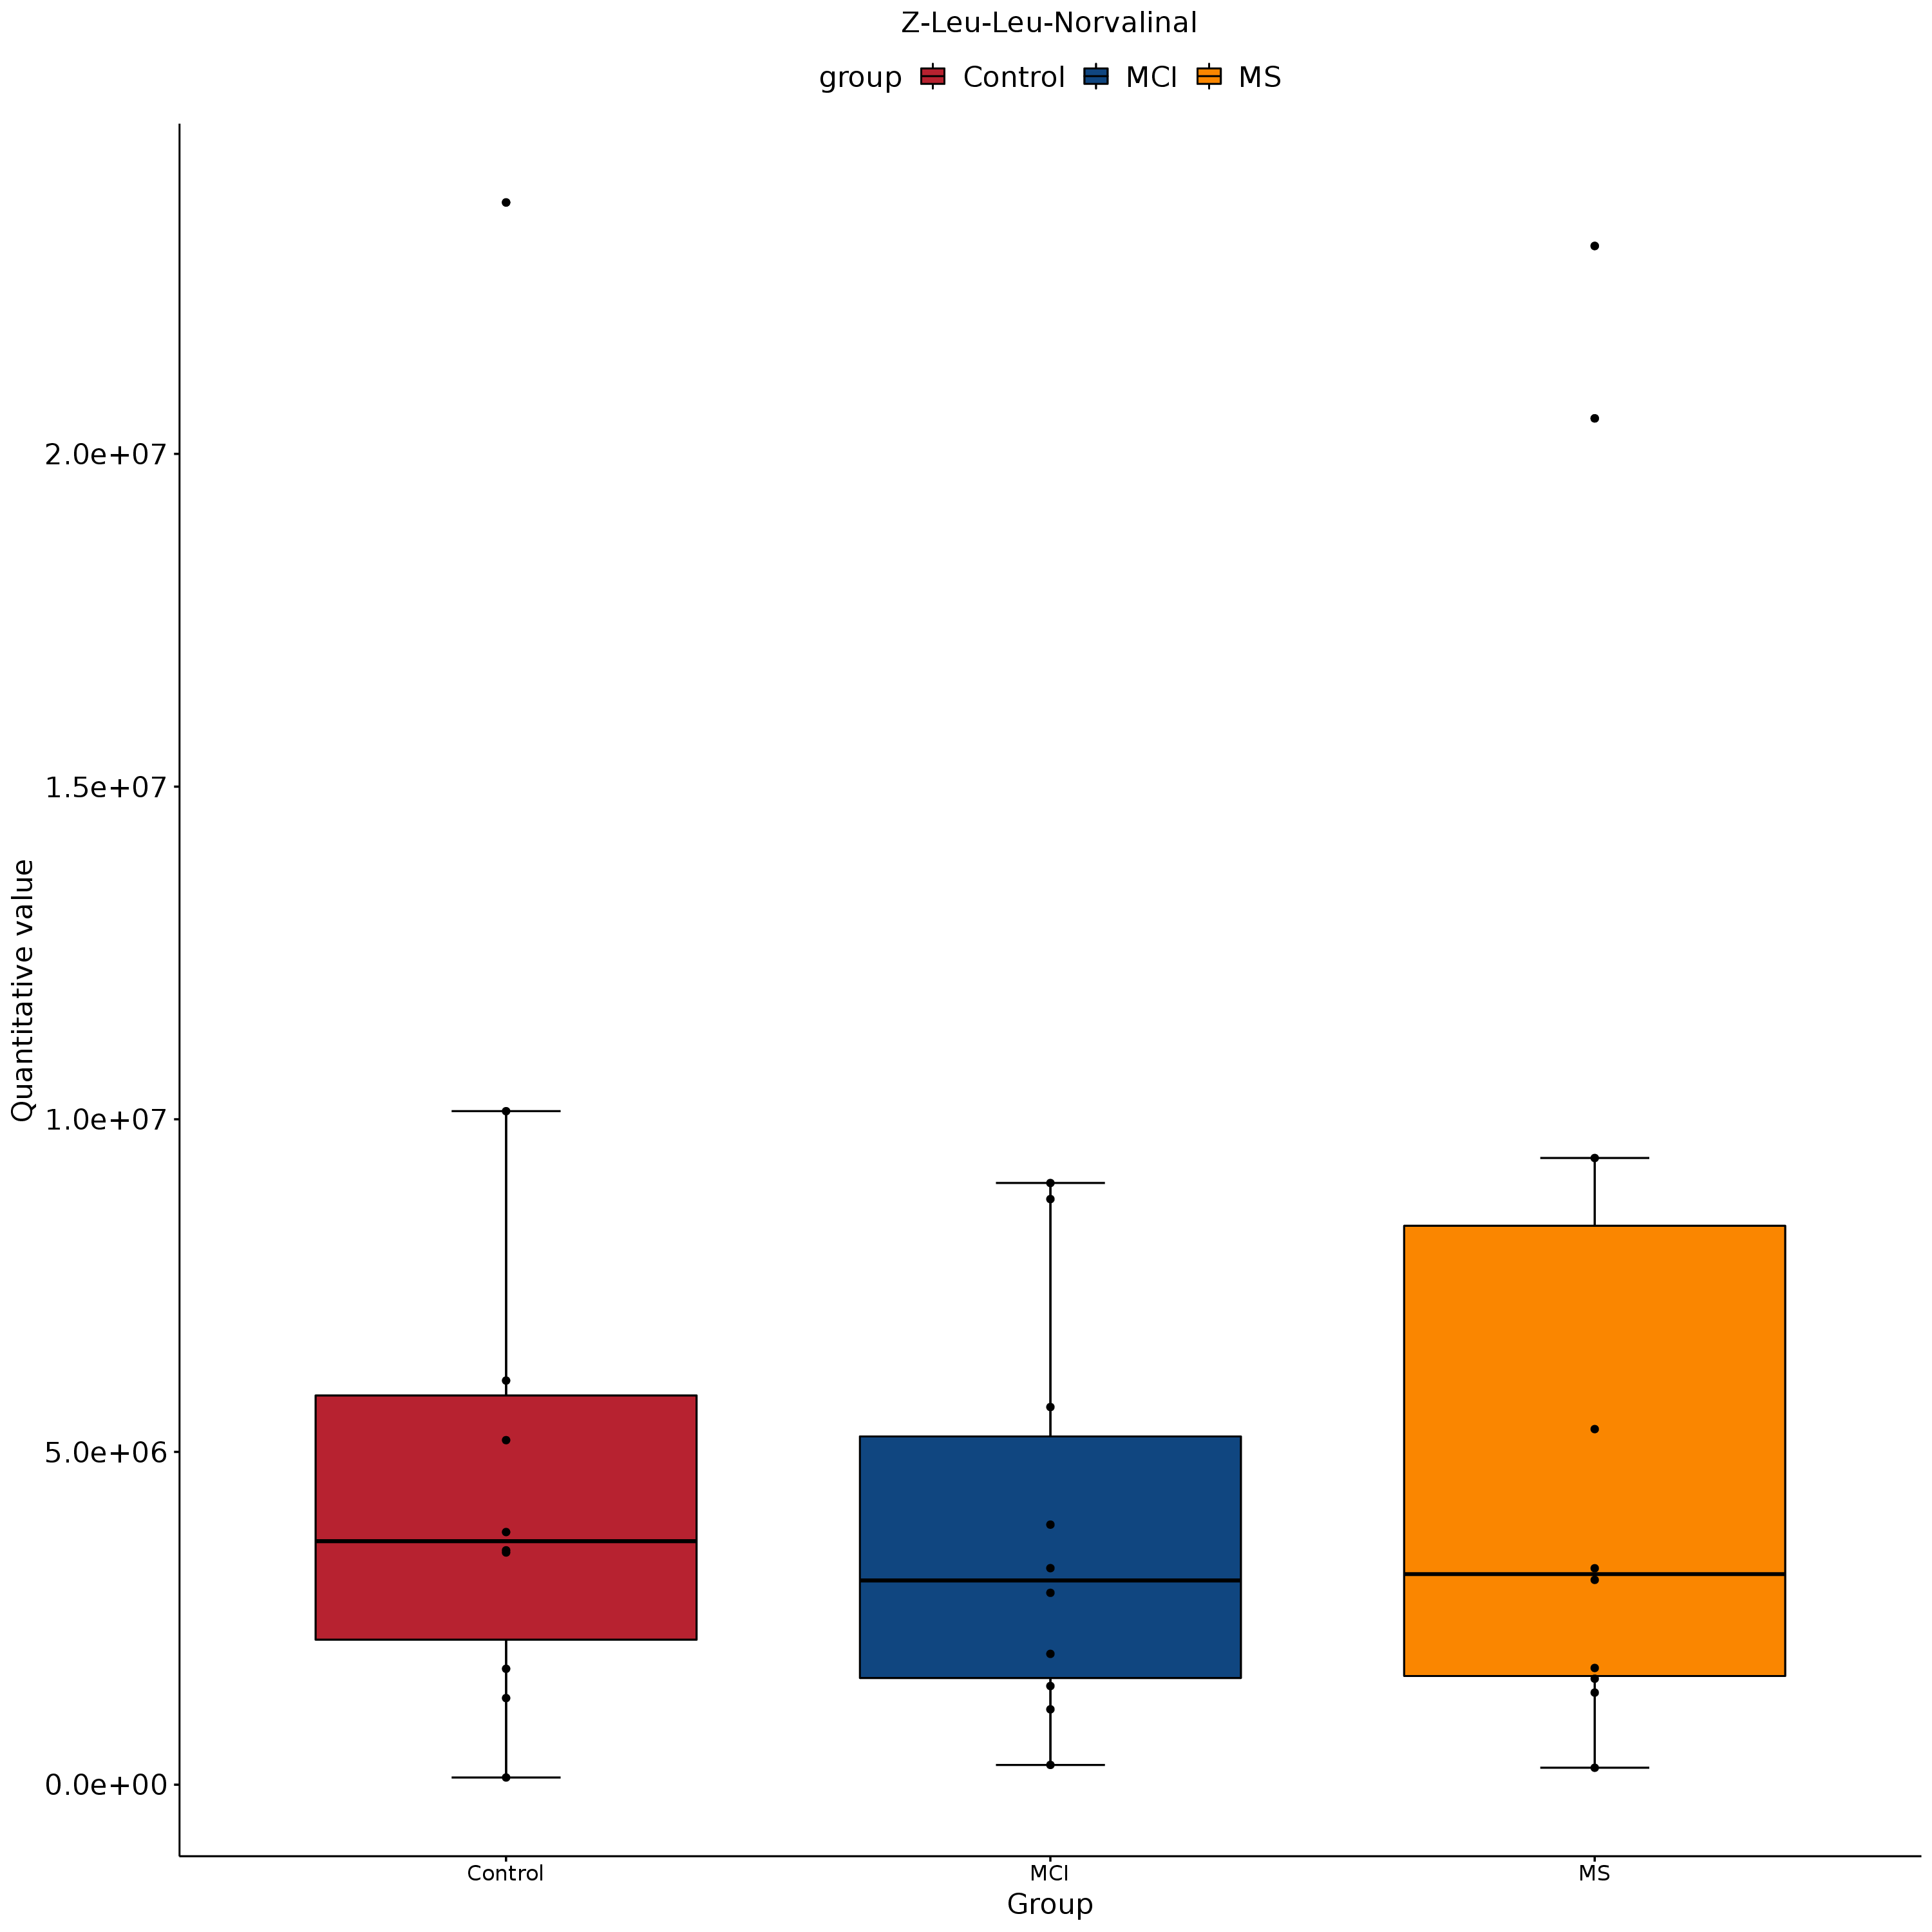 Z-Leu-Leu-Norvalinal
group Control MCI MS
Quantitative value
2.0e+07
1.5e+07
1.0e+07
5.0e+06
0.0e+00
Control MCI MS
Group